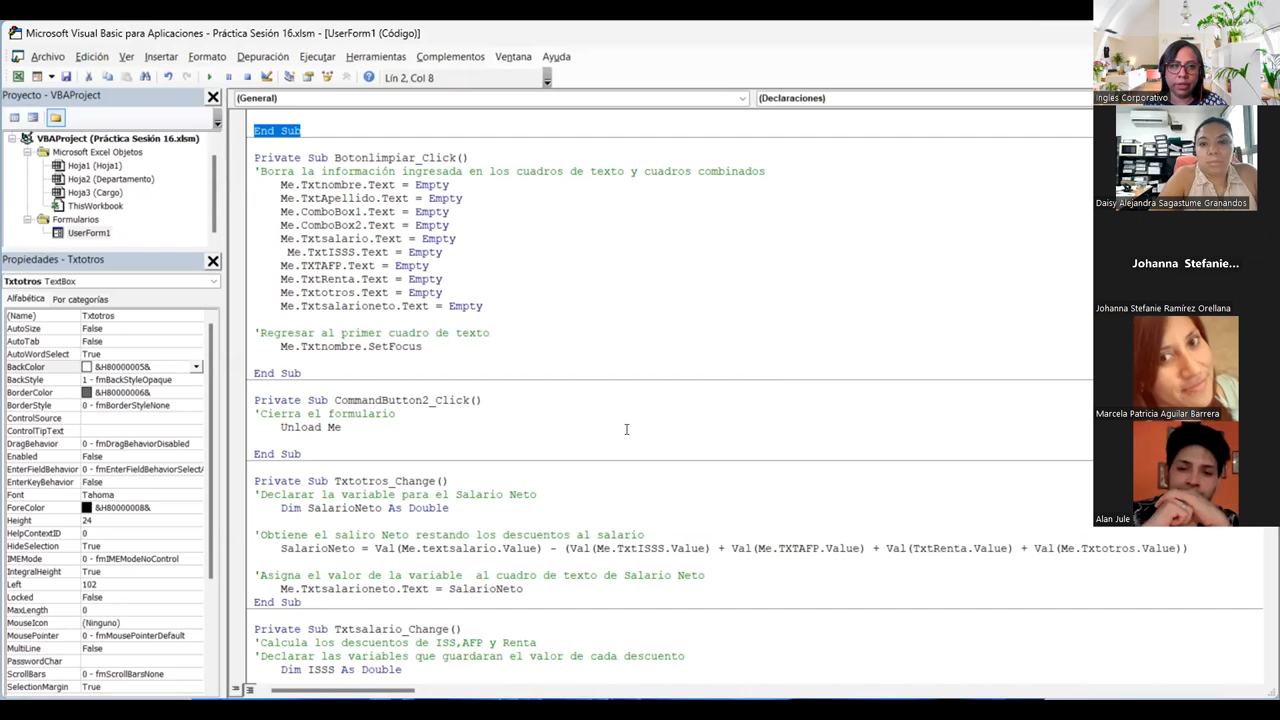 Microsoft Visual Basic para Aplicaciones - Práctica Sesión 16.xlsm - [UserForm1 (Código)]
Archivo Edición Ver Insertar Formato Depuración Ejecutar Herramientas Complementos Ventana Ayuda
Lín 2, Col 8
Proyecto - VBAProject
VBAProject (Práctica Sesión 16.xlsm)
Microsoft Excel Objetos
Hoja1 (Hoja1)
Hoja2 (Departamento)
Hoja3 (Cargo)
ThisWorkbook
Formularios
UserForm1
Propiedades - Txtotros
Txtotros TextBox
Alfabética Por categorías
(Name) Txtotros
AutoSize False
AutoTab False
AutoWordSelect True
BackColor &H80000005&
BackStyle 1 - fmBackStyleOpaque
BorderColor &H80000006&
BorderStyle 0 - fmBorderStyleNone
ControlSource
ControlTipText
DragBehavior 0 - fmDragBehaviorDisabled
Enabled False
EnterFieldBehavior 0 - fmEnterFieldBehaviorSelectA
EnterKeyBehavior False
Font Tahoma
ForeColor &H80000008&
Height 24
HelpContextID 0
HideSelection True
IMEMode 0 - fmIMEModeNoControl
IntegralHeight True
Left 102
Locked False
MaxLength 0
MouseIcon (Ninguno)
MousePointer 0 - fmMousePointerDefault
MultiLine False
PasswordChar
ScrollBars 0 - fmScrollBarsNone
SelectionMargin True
(General) (Declaraciones)
End Sub
Private Sub Botonlimpiar_Click()
'Borra la información ingresada en los cuadros de texto y cuadros combinados
Me.Txtnombre.Text = Empty
Me.TxtApellido.Text = Empty
Me.ComboBox1.Text = Empty
Me.ComboBox2.Text = Empty
Me.Txtsalario.Text = Empty
Me.TxtISSS.Text = Empty
Me.TXTAFP.Text = Empty
Me.TxtRenta.Text = Empty
Me.Txtotros.Text = Empty
Me.Txtsalarioneto.Text = Empty
'Regresar al primer cuadro de texto
Me.Txtnombre.SetFocus
End Sub
Private Sub CommandButton2_Click()
'Cierra el formulario
Unload Me
End Sub
Private Sub Txtotros_Change()
'Declarar la variable para el Salario Neto
Dim SalarioNeto As Double
'Obtiene el saliro Neto restando los descuentos al salario
SalarioNeto = Val(Me.textsalario.Value) - (Val(Me.TxtISSS.Value) + Val(Me.TXTAFP.Value) + Val(TxtRenta.Value) + Val(Me.Txtotros.Value))
'Asigna el valor de la variable al cuadro de texto de Salario Neto
Me.Txtsalarioneto.Text = SalarioNeto
End Sub
Private Sub Txtsalario_Change()
'Calcula los descuentos de ISS,AFP y Renta
'Declarar las variables que guardaran el valor de cada descuento
Dim ISSS As Double
Ingles Corporativo
Daisy Alejandra Sagastume Granandos
Johanna Stefanie...
Johanna Stefanie Ramírez Orellana
Marcela Patricia Aguilar Barrera
Alan Jule